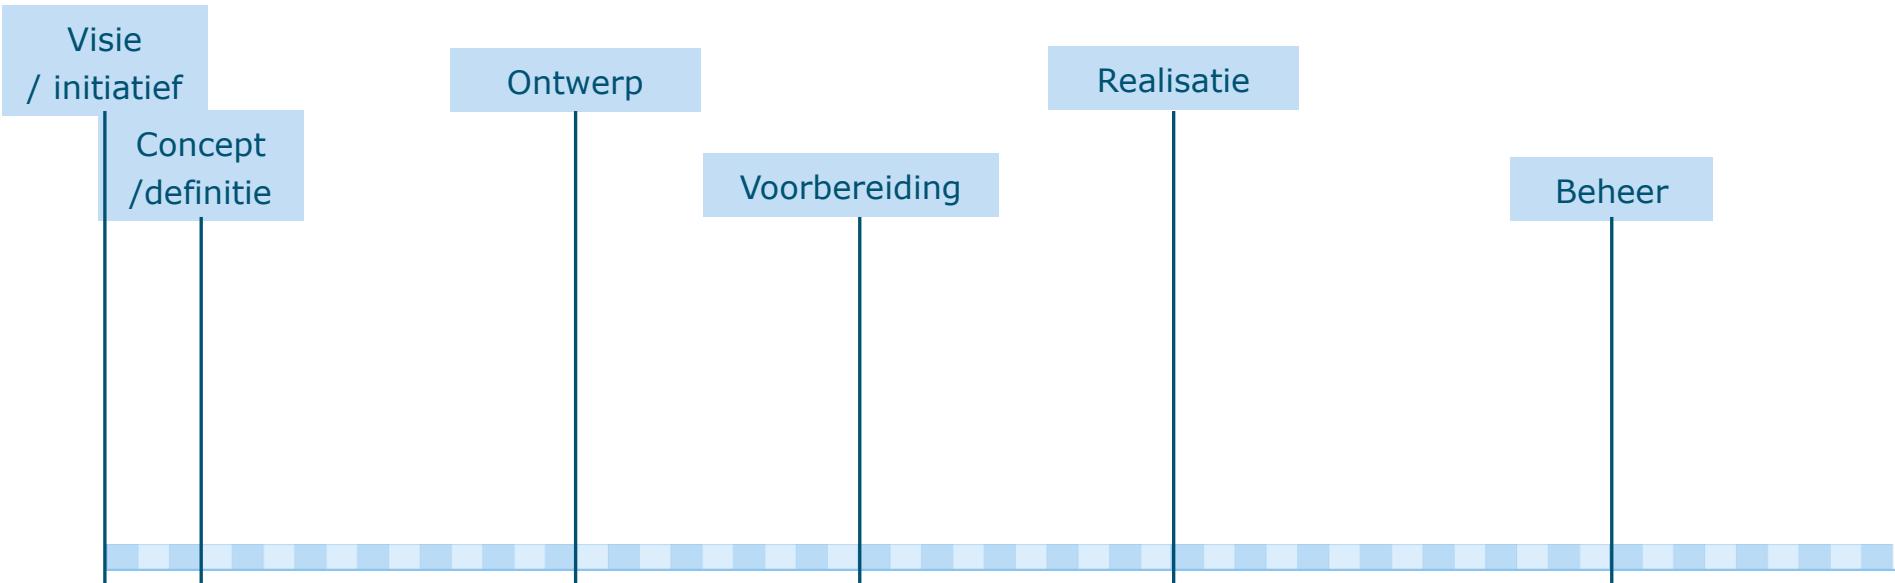 Visie
/ initiatief
Concept
/definitie
Ontwerp
Voorbereiding
Realisatie
Beheer